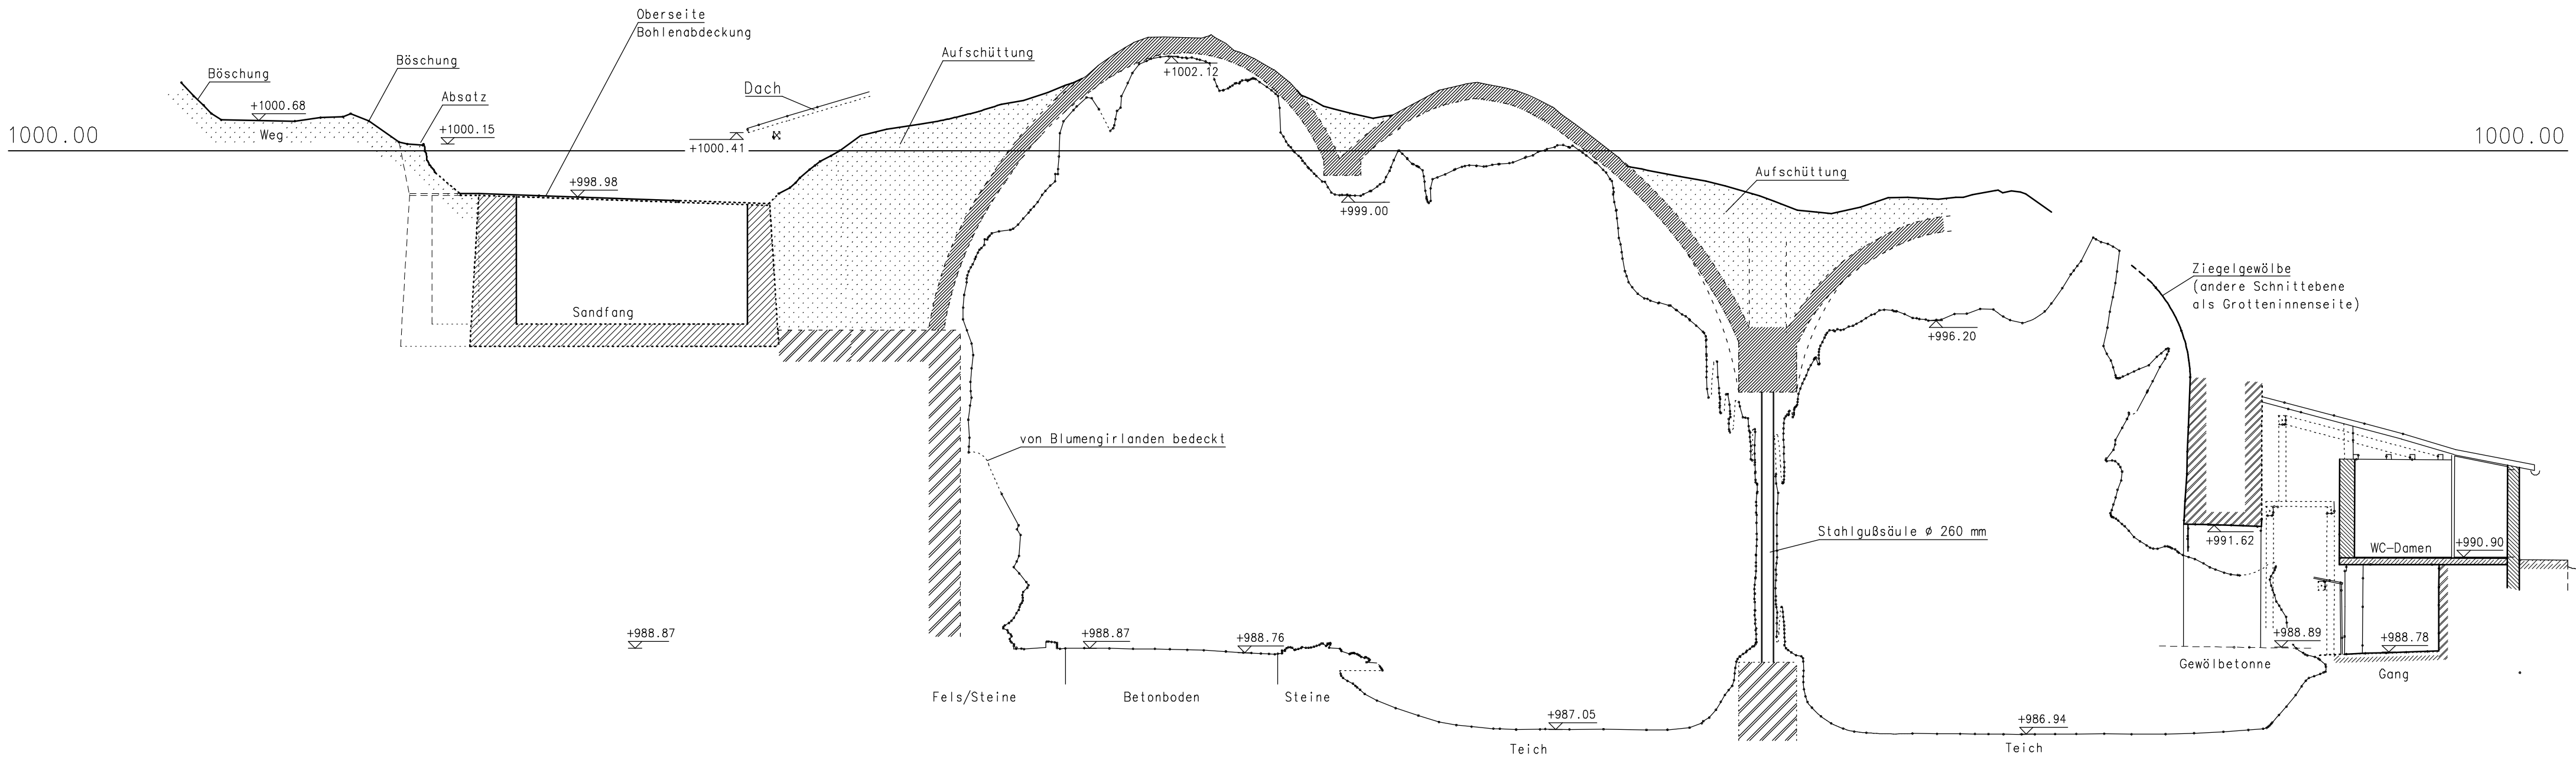 Oberseite
Bohlenabdeckung
Böschung
Böschung
Aufschüttung
+1002.12
Dach
Absatz
+1000.68
Weg
+1000.15
1000.00
+1000.41
1000.00
+998.98
+999.00
Aufschüttung
Ziegelgewölbe
(andere Schnittebene
als Grotteninnenseite)
Sandfang
+996.20
von Blumengirlanden bedeckt
Stahlgußsäule ø 260 mm
+991.62
WC-Damen
+990.90
+988.87
+988.87
+988.76
+988.89
+988.78
Gewölbetonne
Gang
Fels/Steine
Betonboden
Steine
+987.05
+986.94
Teich
Teich